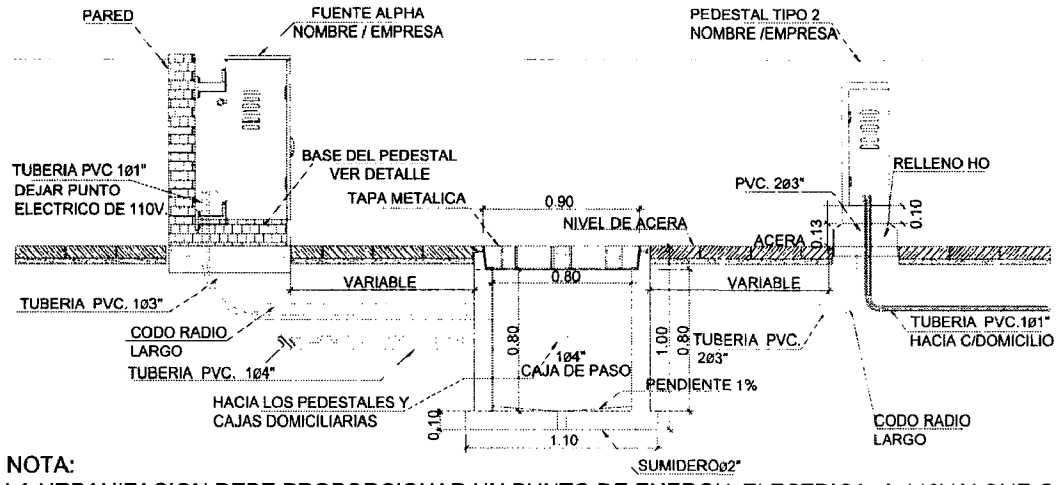 PARED
FUENTE ALPHA
NOMBRE / EMPRESA
PEDESTAL TIPO 2
NOMBRE /EMPRESA
TUBERIA PVC 1ø1"
DEJAR PUNTO
ELECTRICO DE 110V.
BASE DEL PEDESTAL
VER DETALLE
TAPA METALICA
0.90
NIVEL DE ACERA
PVC. 2ø3"
RELLENO HO
0.13
0.10
ACERA
VARIABLE
0.80
VARIABLE
TUBERIA PVC. 1ø3"
CODO RADIO
LARGO
TUBERIA PVC. 1ø4"
0.80
1ø4"
CAJA DE PASO
1.00
0.80
TUBERIA PVC.
2ø3"
TUBERIA PVC.1ø1"
HACIA C/DOMICILIO
HACIA LOS PEDESTALES Y
CAJAS DOMICILIARIAS
PENDIENTE 1%
0.10
1.10
CODO RADIO
LARGO
SUMIDEROø2"
NOTA: